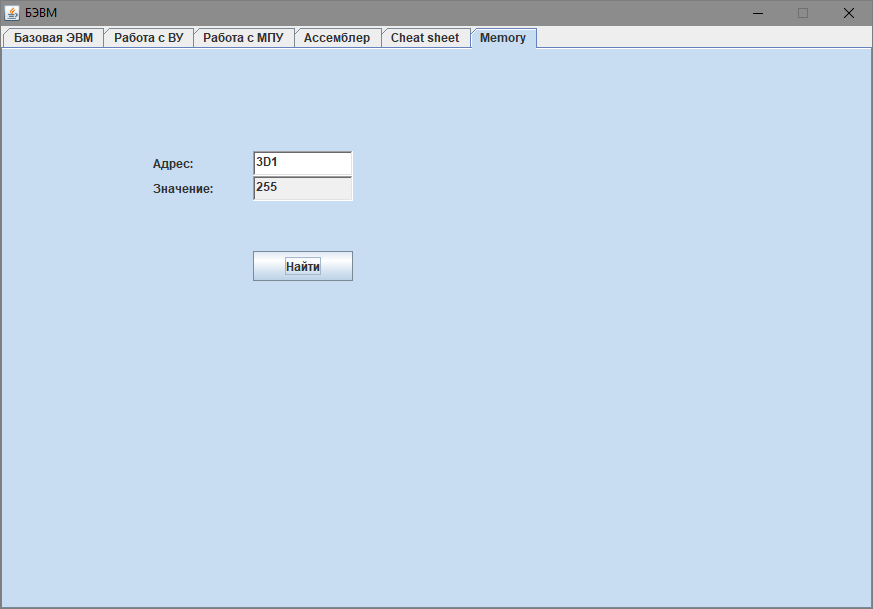 БЭВМ
Базовая ЭВМ Работа с ВУ Работа с МПУ Ассемблер Cheat sheet Memory
Адрес: 3D1
Значение: 255
Найти